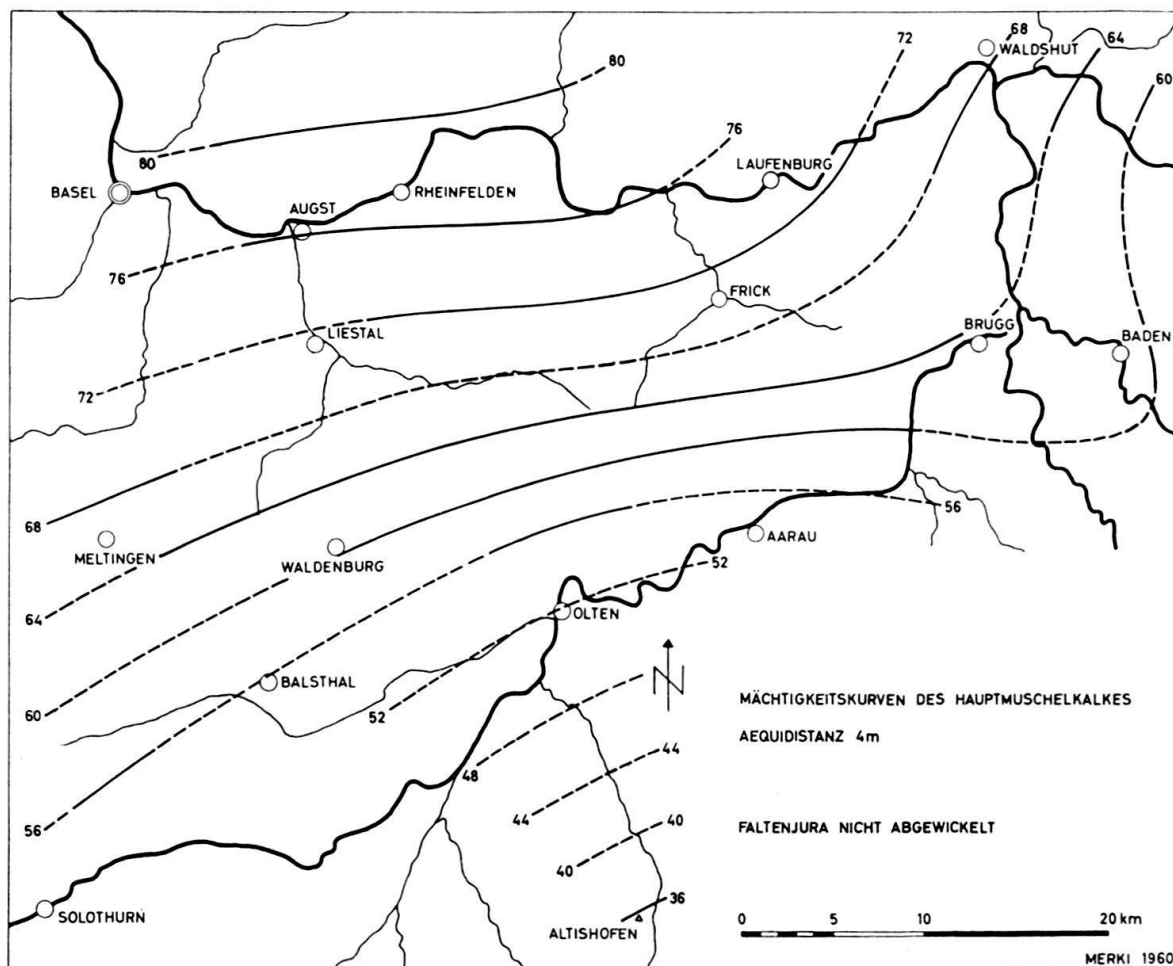 68
WALDSHUT
64
72
60
80
80
76
LAUFENBURG
BASEL
RHEINFELDEN
AUGST
76
FRICK
BRUGG
LIESTAL
BADEN
72
68
56
MELTINGEN
WALDENBURG
AARAU
52
64
OLTEN
N
BALSTHAL
60
52
MÄCHTIGKEITSKURVEN DES HAUPTMUSCHELKALKES
AEQUIDISTANZ 4m
44
48
56
44
40
FALTENJURA NICHT ABGEWICKELT
40
36
SOLOTHURN
ALTISHOFEN
0 5 10 20 km
MERKI 1960